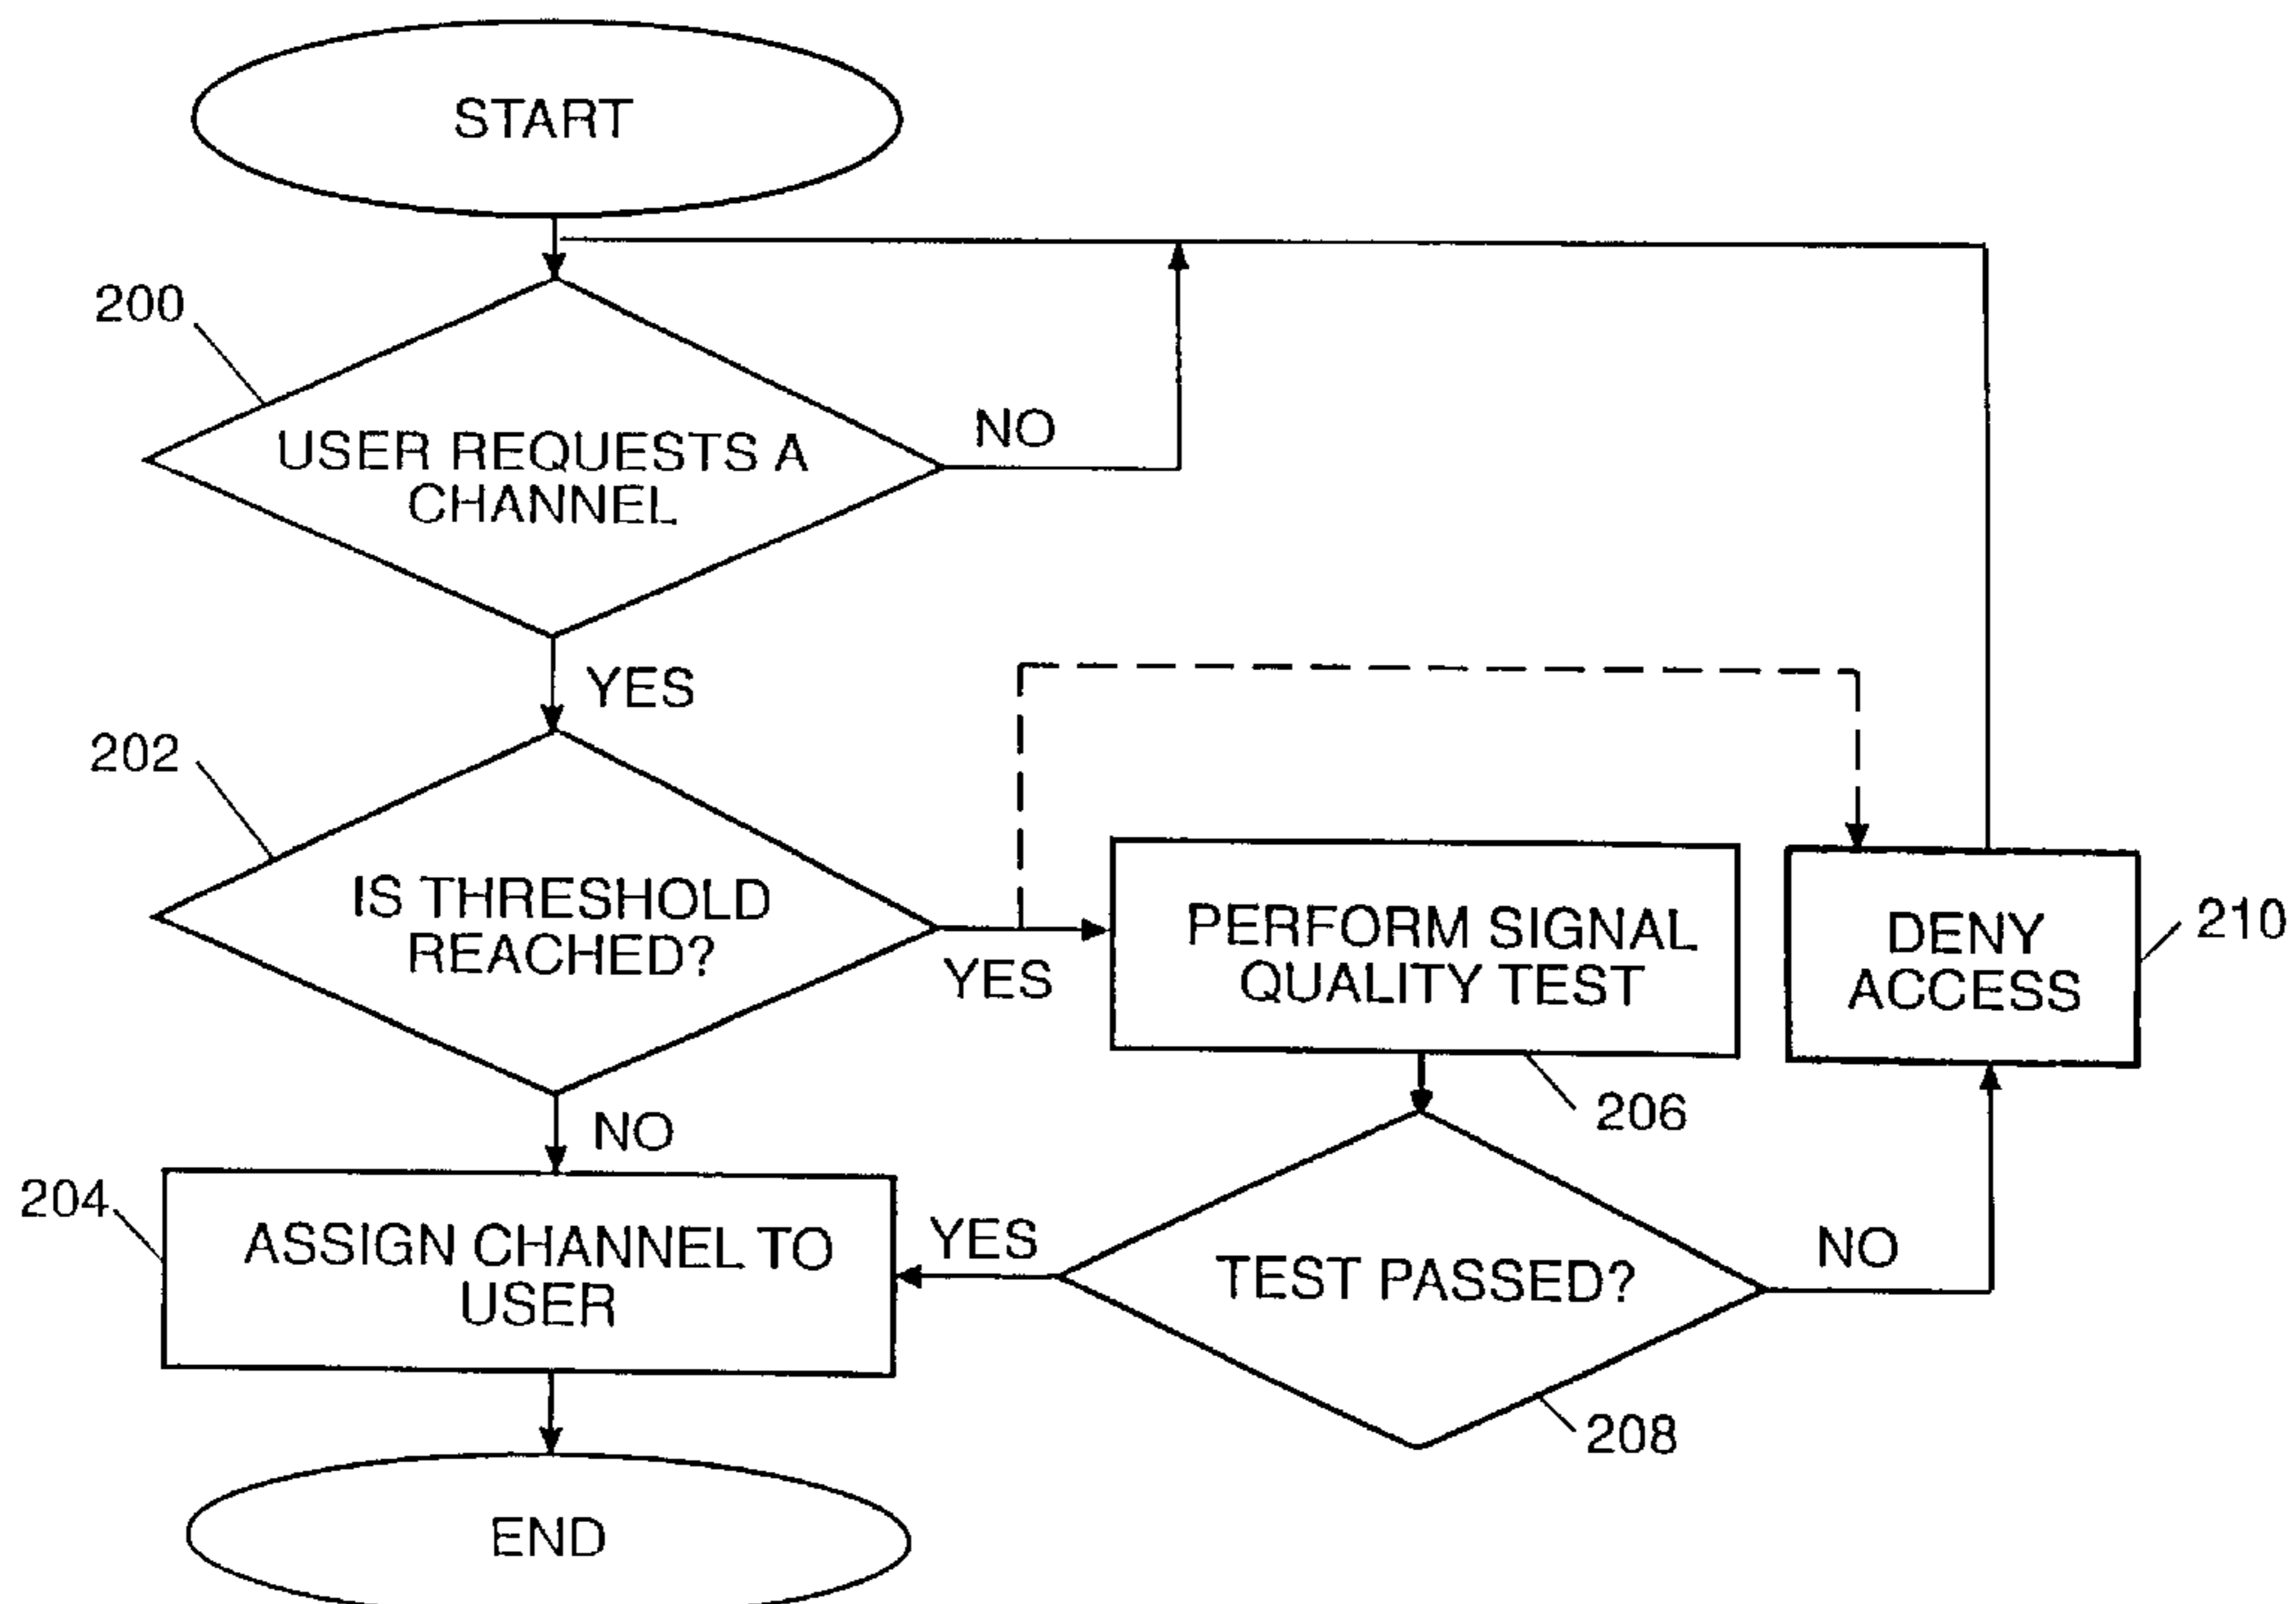 START
200
USER REQUESTS A
CHANNEL
NO
YES
202
IS THRESHOLD
REACHED?
YES
PERFORM SIGNAL
QUALITY TEST
206
DENY
ACCESS
210
NO
204
ASSIGN CHANNEL TO
USER
YES
TEST PASSED?
NO
208
END